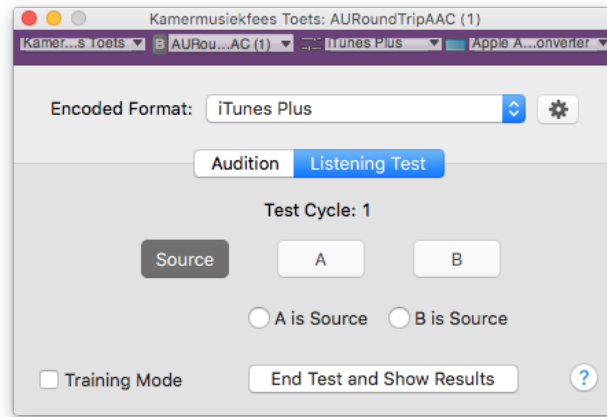 Kamermusiekfees Toets: AURoundTripAAC (1)
Kamer...s Toets B AURou...AC (1) iTunes Plus Apple A...onverter
Encoded Format: iTunes Plus
Audition Listening Test
Test Cycle: 1
Source A B
A is Source B is Source
Training Mode End Test and Show Results ?